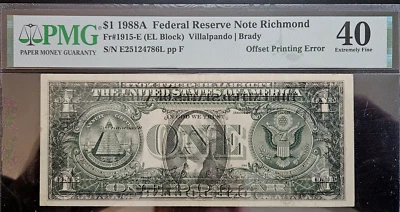 PMG
PAPER MONEY GUARANTY
$1 1988A Federal Reserve Note Richmond
Fr#1915-E (EL Block) Villalpando | Brady
S/N E25124786L pp F
Offset Printing Error
40
Extremely Fine
THE UNITED STATES OF AMERICA
IN GOD WE TRUST
ONE